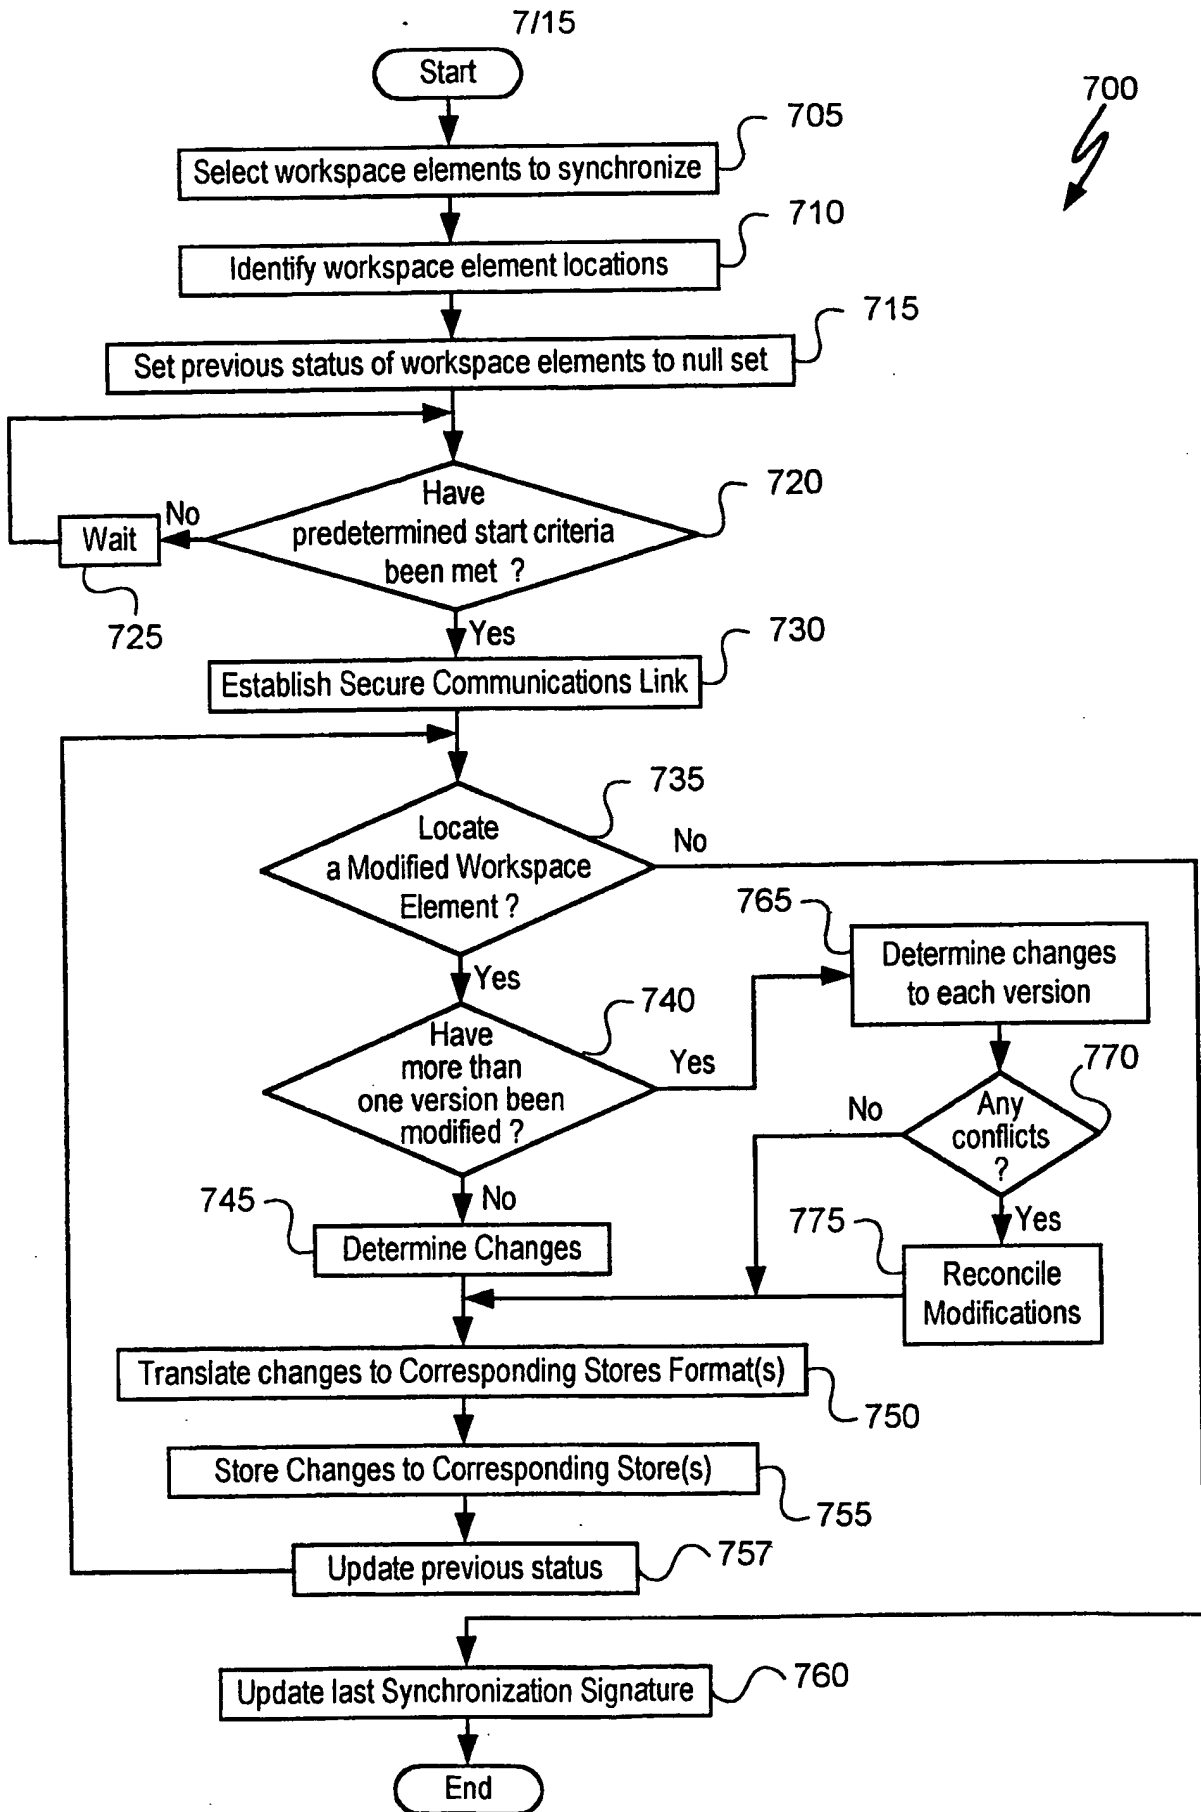 7/15
Start
700
705
Select workspace elements to synchronize
710
Identify workspace element locations
715
Set previous status of workspace elements to null set
720
Have
predetermined start criteria
been met ?
No
Wait
725
Yes
730
Establish Secure Communications Link
735
Locate
a Modified Workspace
Element ?
No
Yes
765
Determine changes
to each version
740
Have
more than
one version been
modified ?
Yes
770
Any
conflicts
?
No
Yes
775
Reconcile
Modifications
No
745
Determine Changes
Translate changes to Corresponding Stores Format(s)
750
Store Changes to Corresponding Store(s)
755
Update previous status
757
Update last Synchronization Signature
760
End